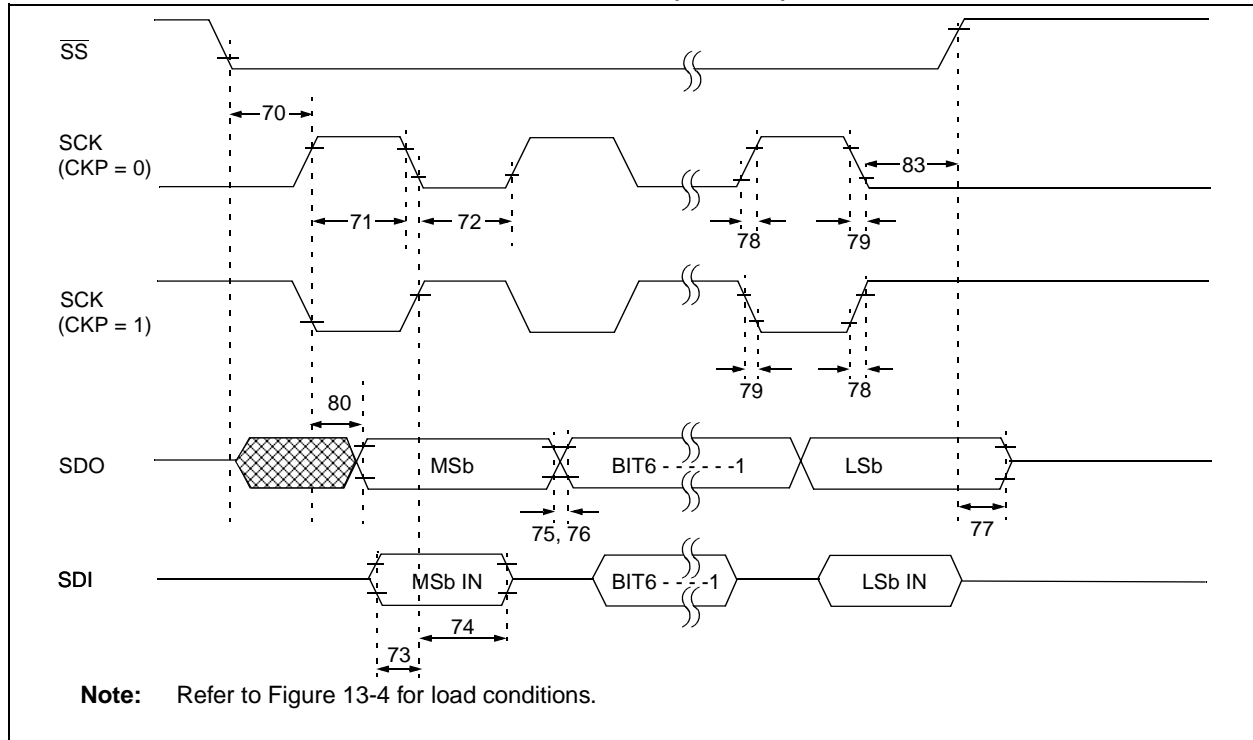 SS
70
SCK
(CKP = 0)
83
71
72
78
79
SCK
(CKP = 1)
79
78
80
SDO
MSb
BIT6 - - - - - -1
LSb
75, 76
77
SDI
MSb IN
BIT6 - - - -1
LSb IN
74
73
Note: Refer to Figure 13-4 for load conditions.